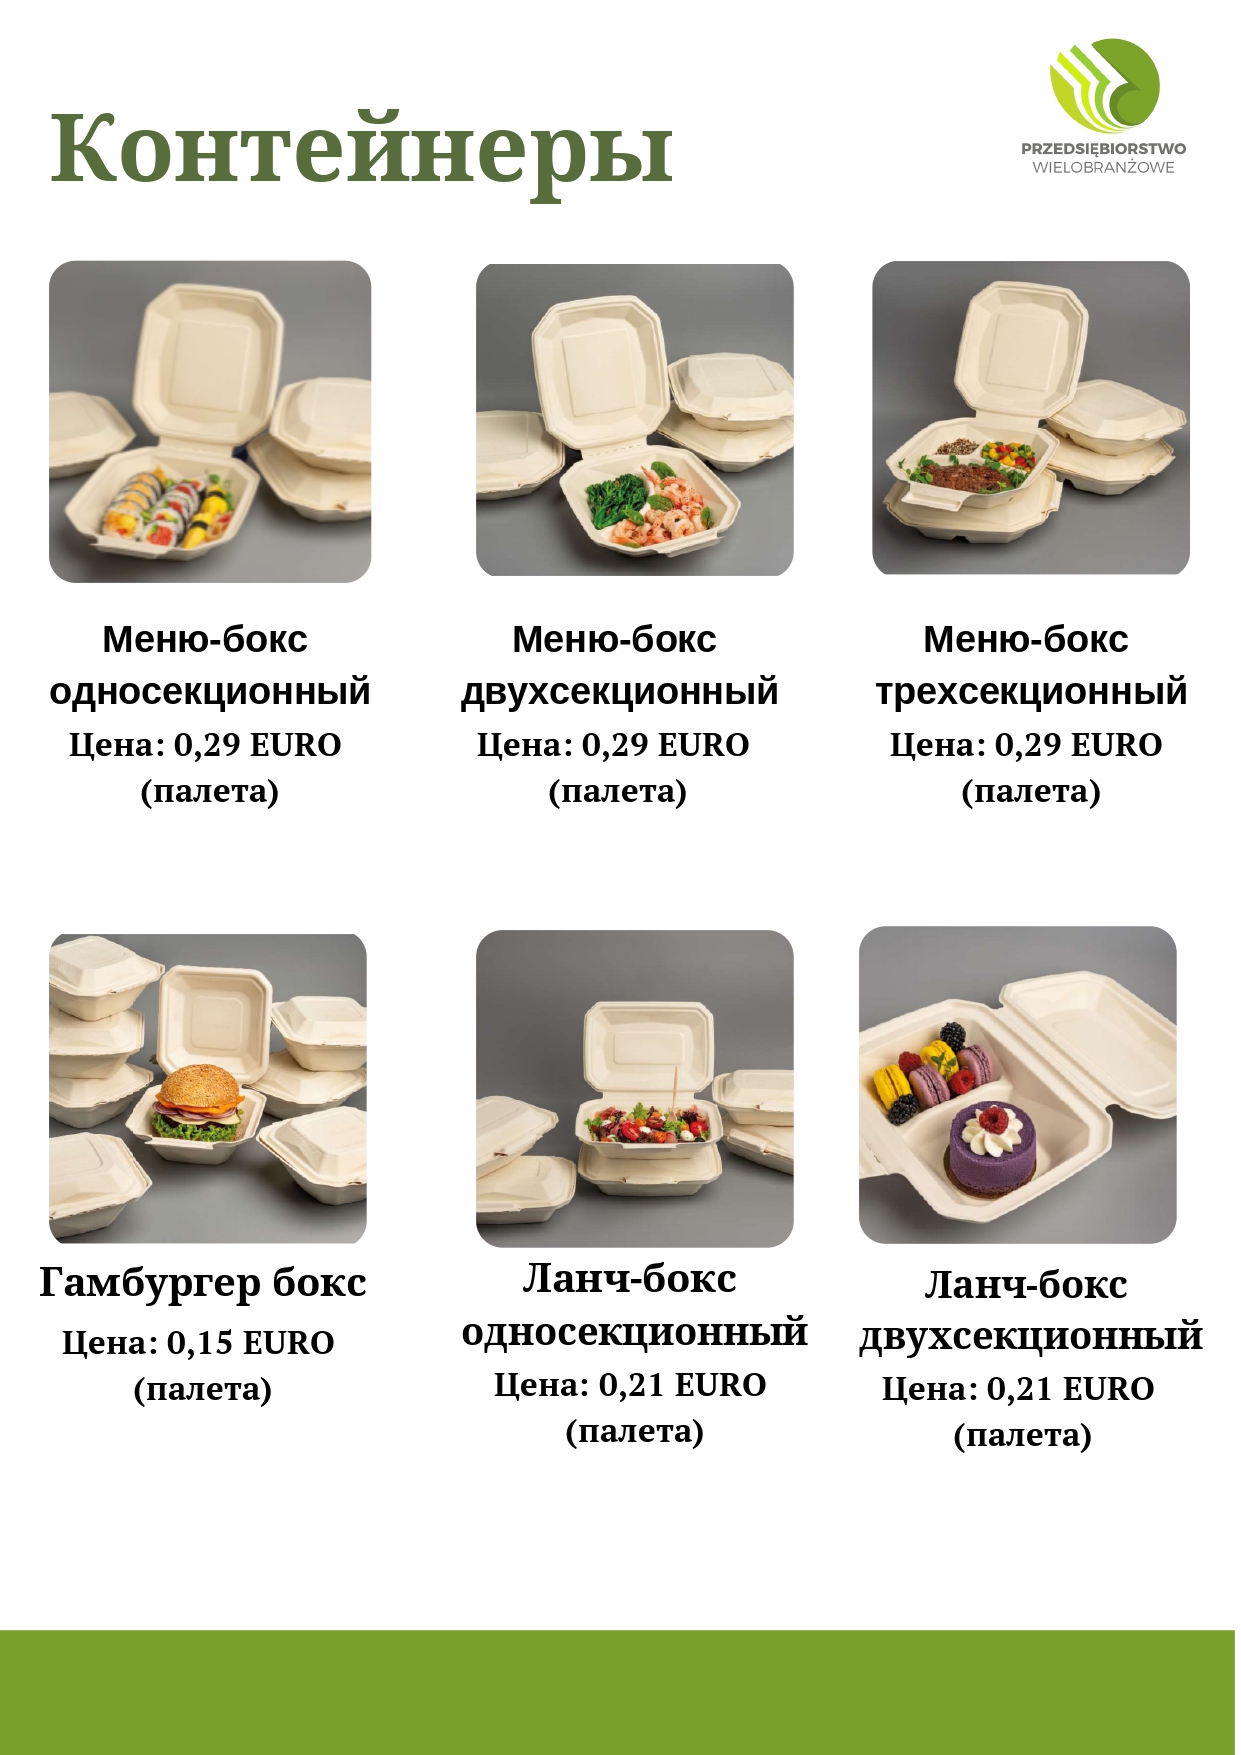 Контейнеры
PRZEDSIĘBIORSTWO
WIELOBRANŻOWE
Меню-бокс
односекционный
Цена: 0,29 EURO
(палета)
Меню-бокс
двухсекционный
Цена: 0,29 EURO
(палета)
Меню-бокс
трехсекционный
Цена: 0,29 EURO
(палета)
Гамбургер бокс
Цена: 0,15 EURO
(палета)
Ланч-бокс
односекционный
Цена: 0,21 EURO
(палета)
Ланч-бокс
двухсекционный
Цена: 0,21 EURO
(палета)